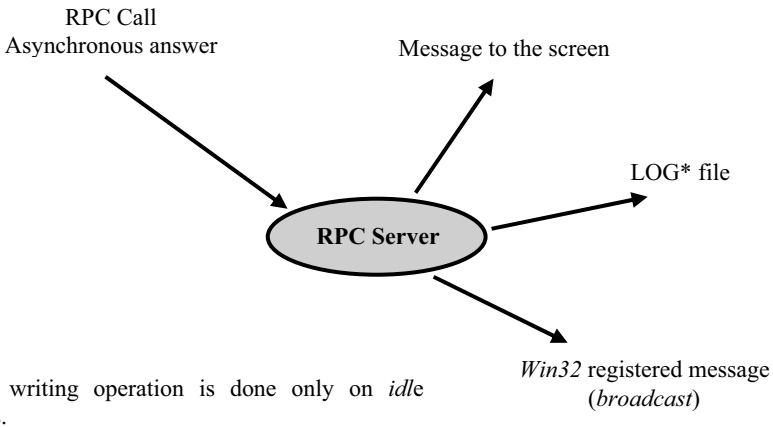 RPC Call
Asynchronous answer
Message to the screen
LOG* file
RPC Server
Win32 registered message
(broadcast)
writing operation is done only on idle